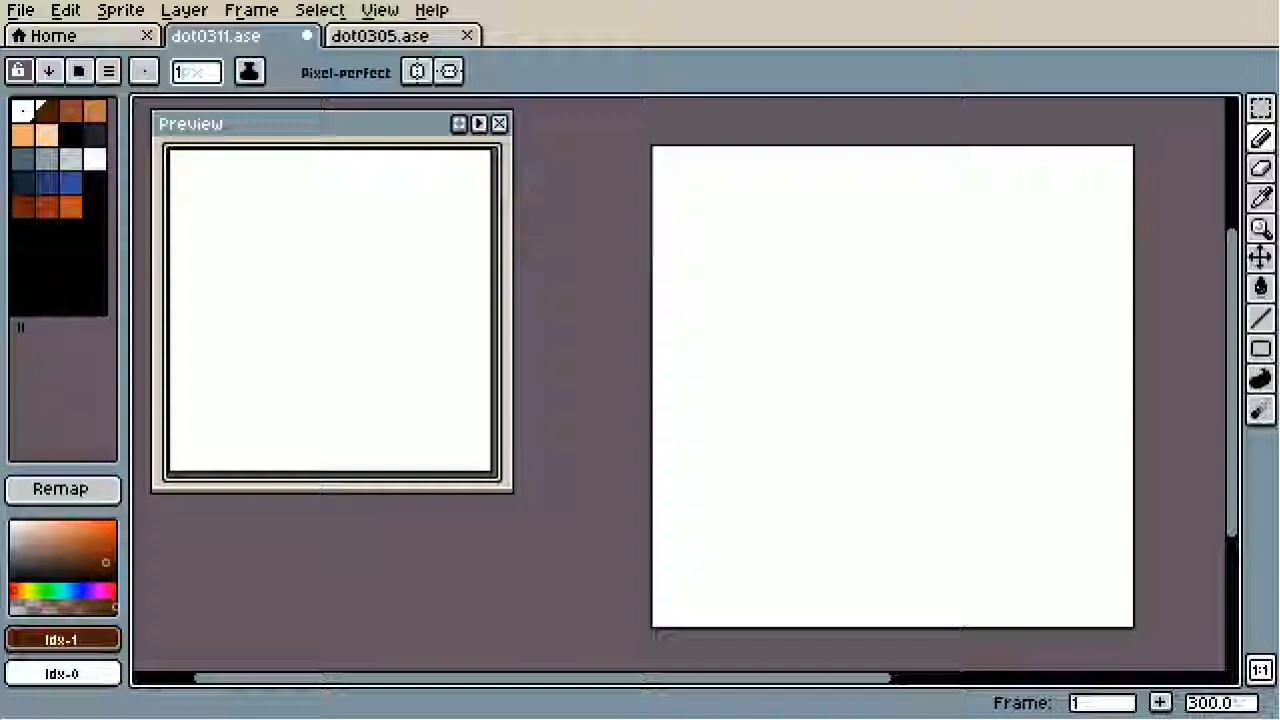 File Edit Sprite Layer Frame Select View Help
Home dot0311.ase dot0305.ase
1px Pixel-perfect
Preview
Remap
Idx-1
Idx-0
1:1
Frame: 1 + 300.0